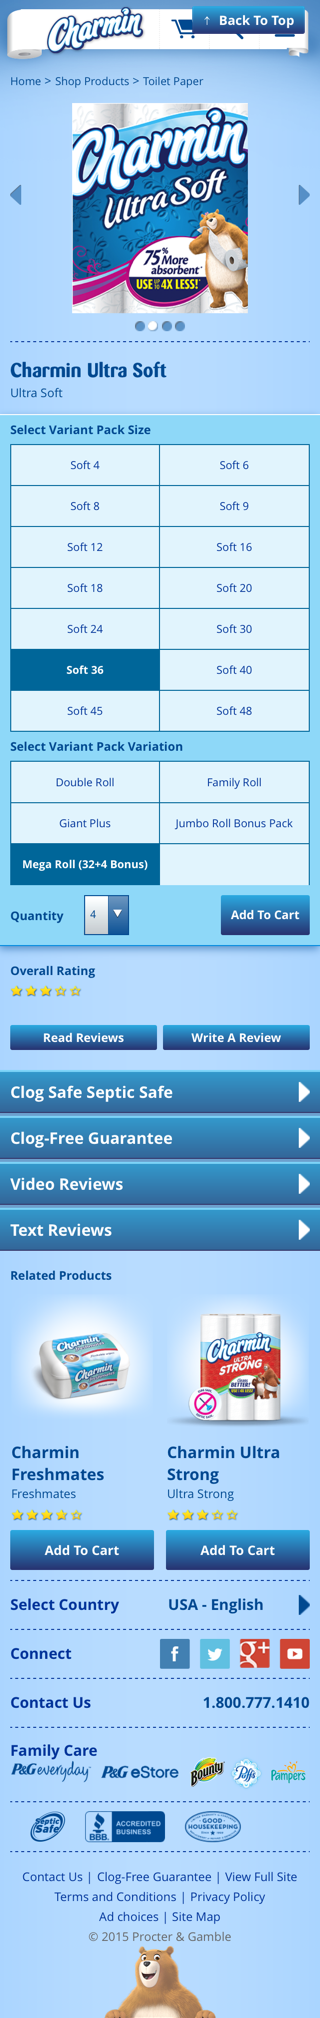 Charmin
↑ Back To Top
Home > Shop Products > Toilet Paper
Charmin
Ultra Soft
75% More
absorbent*
USE UP TO 4X LESS!*
Charmin Ultra Soft
Ultra Soft
Select Variant Pack Size
Soft 4
Soft 6
Soft 8
Soft 9
Soft 12
Soft 16
Soft 18
Soft 20
Soft 24
Soft 30
Soft 36
Soft 40
Soft 45
Soft 48
Select Variant Pack Variation
Double Roll
Family Roll
Giant Plus
Jumbo Roll Bonus Pack
Mega Roll (32+4 Bonus)
Quantity
4
Add To Cart
Overall Rating
Read Reviews
Write A Review
Clog Safe Septic Safe
Clog-Free Guarantee
Video Reviews
Text Reviews
Related Products
Charmin
Charmin
Charmin
ULTRA
STRONG
Charmin
Freshmates
Freshmates
Charmin Ultra
Strong
Ultra Strong
Add To Cart
Add To Cart
Select Country
USA - English
Connect
f
g+
Contact Us
1.800.777.1410
Family Care
P&G everyday
P&G eStore
Bounty
Puffs
Pampers
Septic
Safe
BBB.
ACCREDITED
BUSINESS
GOOD
HOUSEKEEPING
Contact Us | Clog-Free Guarantee | View Full Site
Terms and Conditions | Privacy Policy
Ad choices | Site Map
© 2015 Procter & Gamble